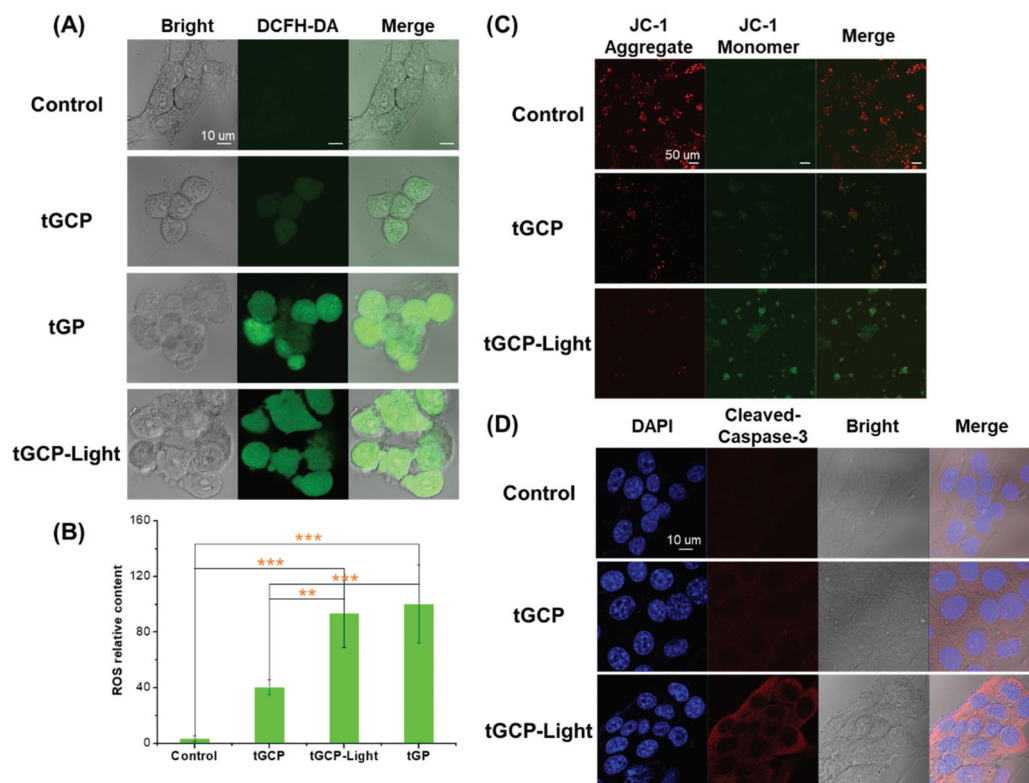 (A)
Bright DCFH-DA Merge
Control
10 um
tGCP
tGP
tGCP-Light
(B)
ROS relative content
160
120
80
40
0
***
***
***
**
Control tGCP tGCP-Light tGP
(C)
JC-1 JC-1
Aggregate Monomer Merge
Control
50 um
tGCP
tGCP-Light
(D)
Cleaved-
DAPI Caspase-3 Bright Merge
Control
10 um
tGCP
tGCP-Light